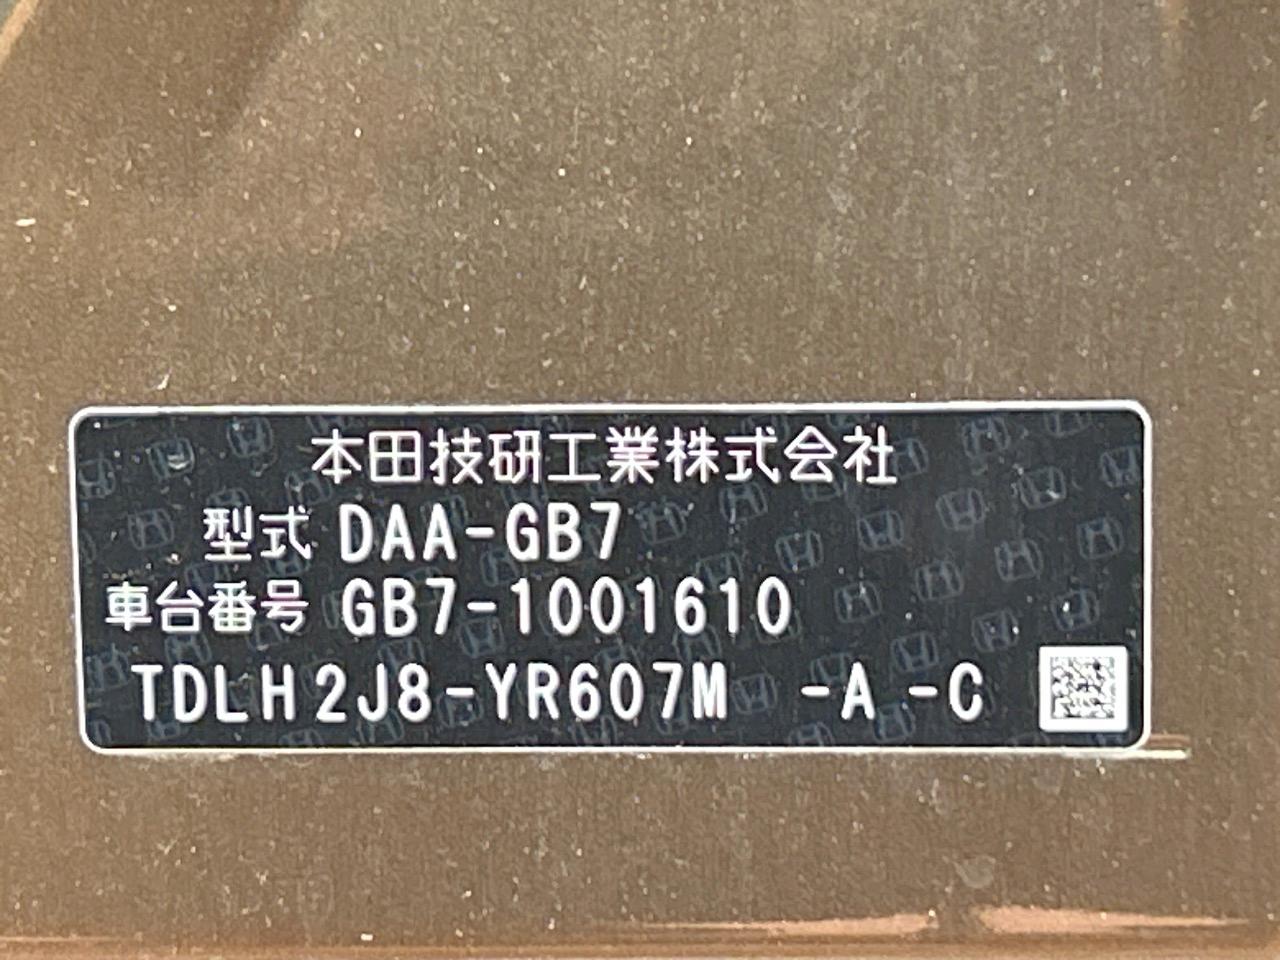 本田技研工業株式会社
型式 DAA-GB7
車台番号 GB7-1001610
TDLH2J8-YR607M -A -C